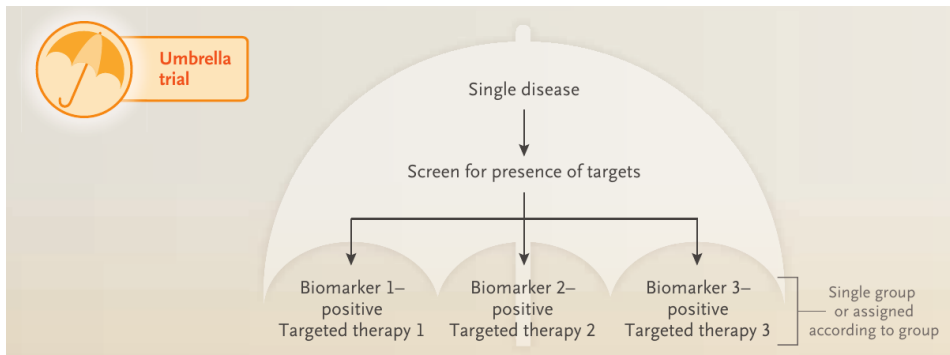 Umbrella
trial
Single disease
Screen for presence of targets
Biomarker 1–
positive
Targeted therapy 1
Biomarker 2–
positive
Targeted therapy 2
Biomarker 3–
positive
Targeted therapy 3
Single group
or assigned
according to group